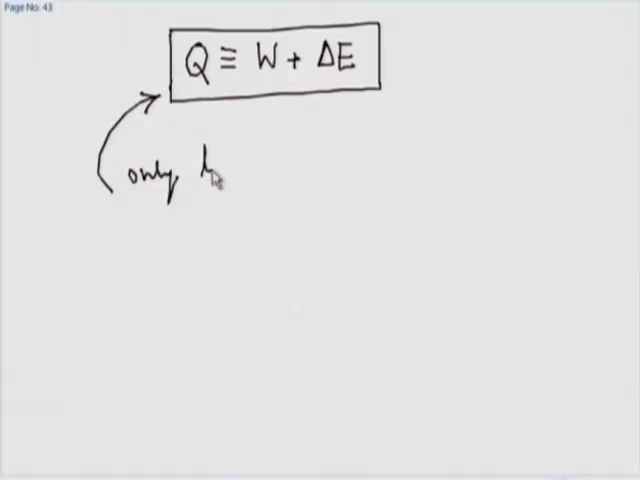 Page No: 43
Q ≡ W + ΔE
only